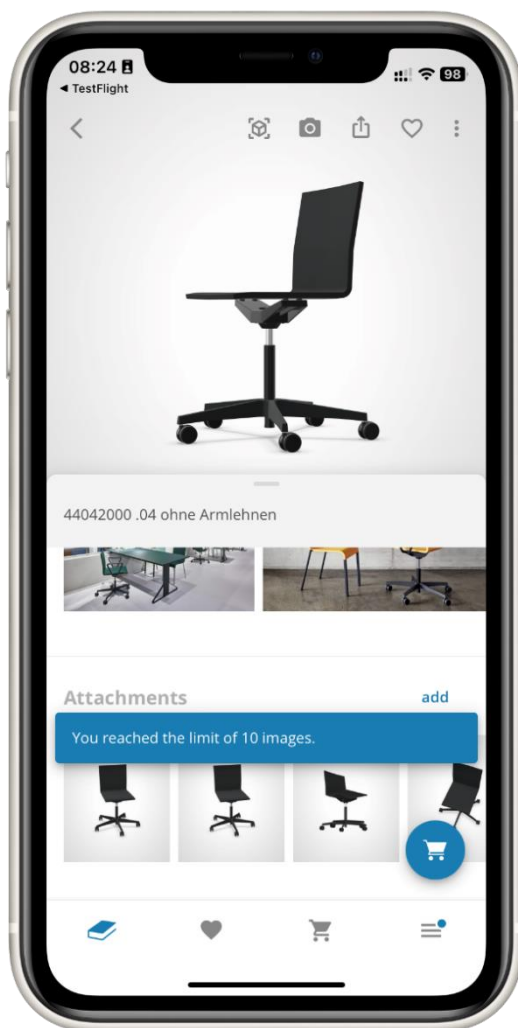 08:24
98
◄ TestFlight
44042000 .04 ohne Armlehnen
Attachments
add
You reached the limit of 10 images.